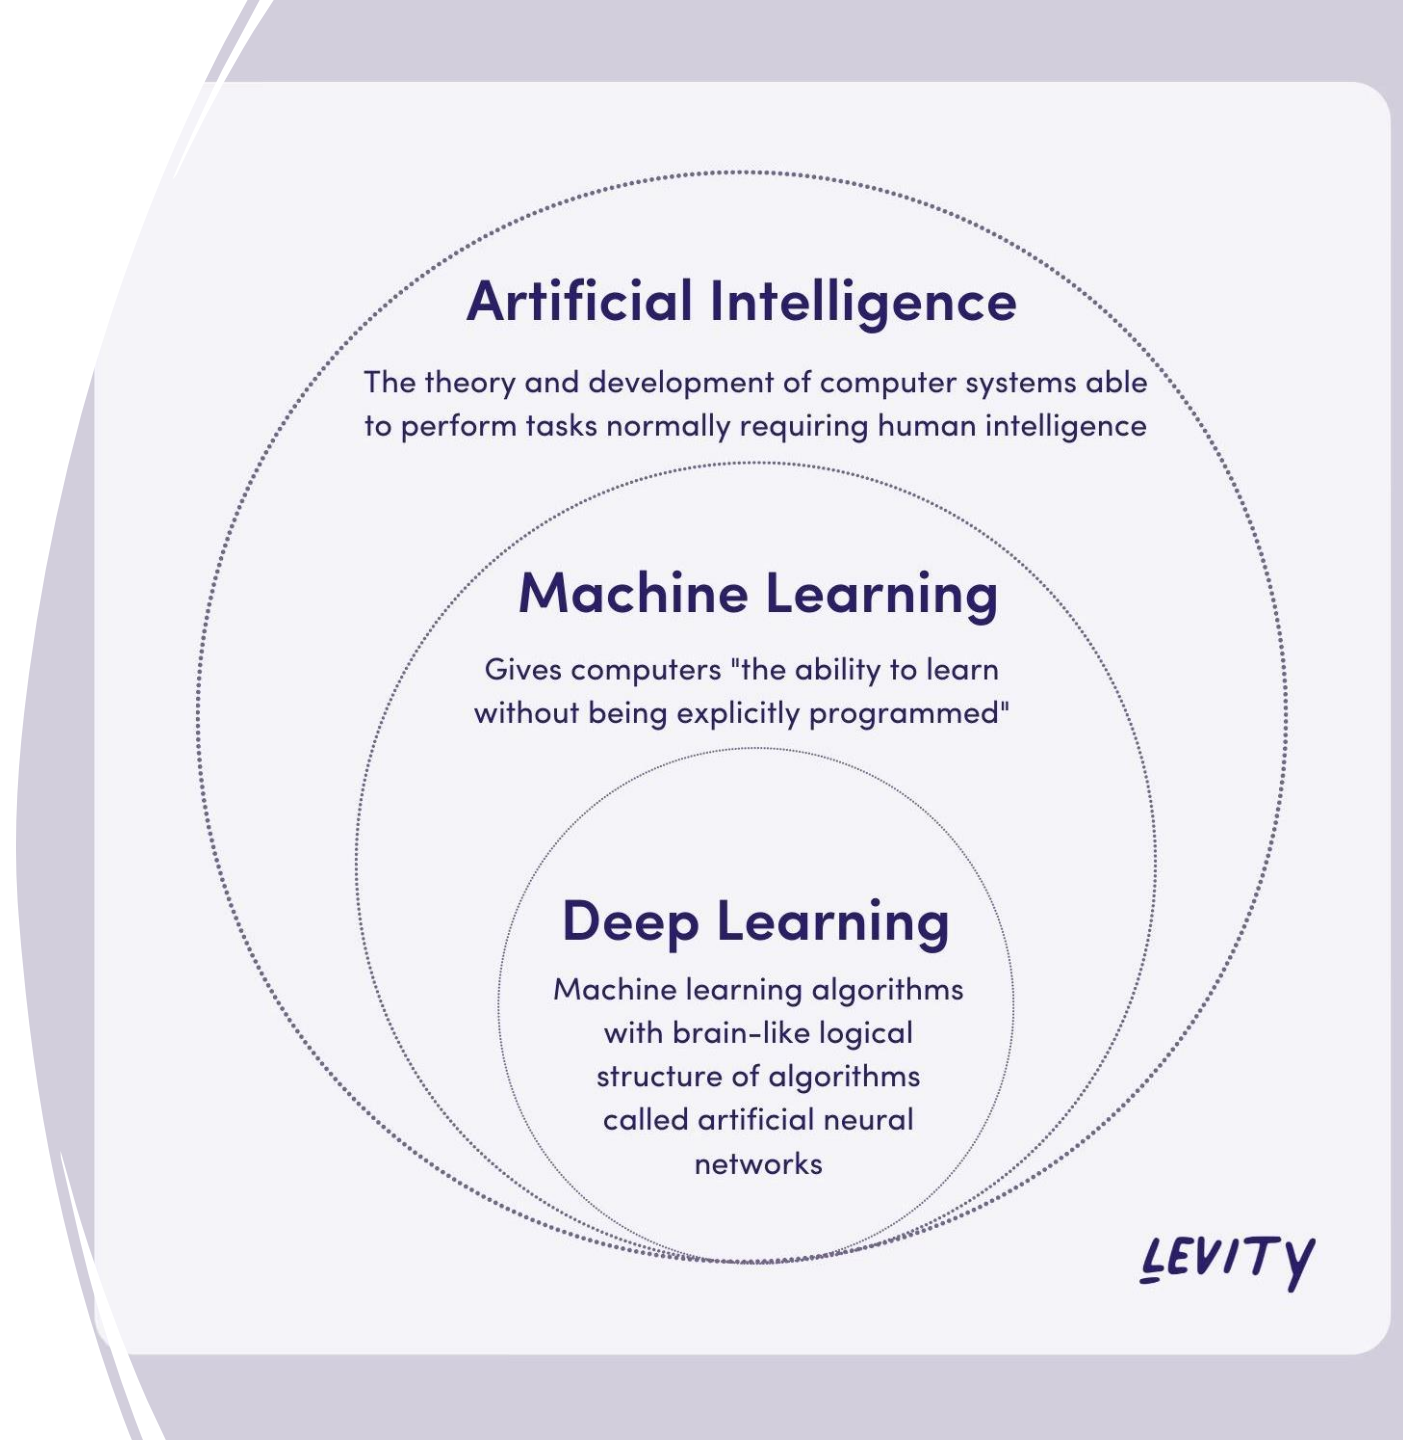 Artificial Intelligence
The theory and development of computer systems able
to perform tasks normally requiring human intelligence
Machine Learning
Gives computers "the ability to learn
without being explicitly programmed"
Deep Learning
Machine learning algorithms
with brain-like logical
structure of algorithms
called artificial neural
networks
LEVITY